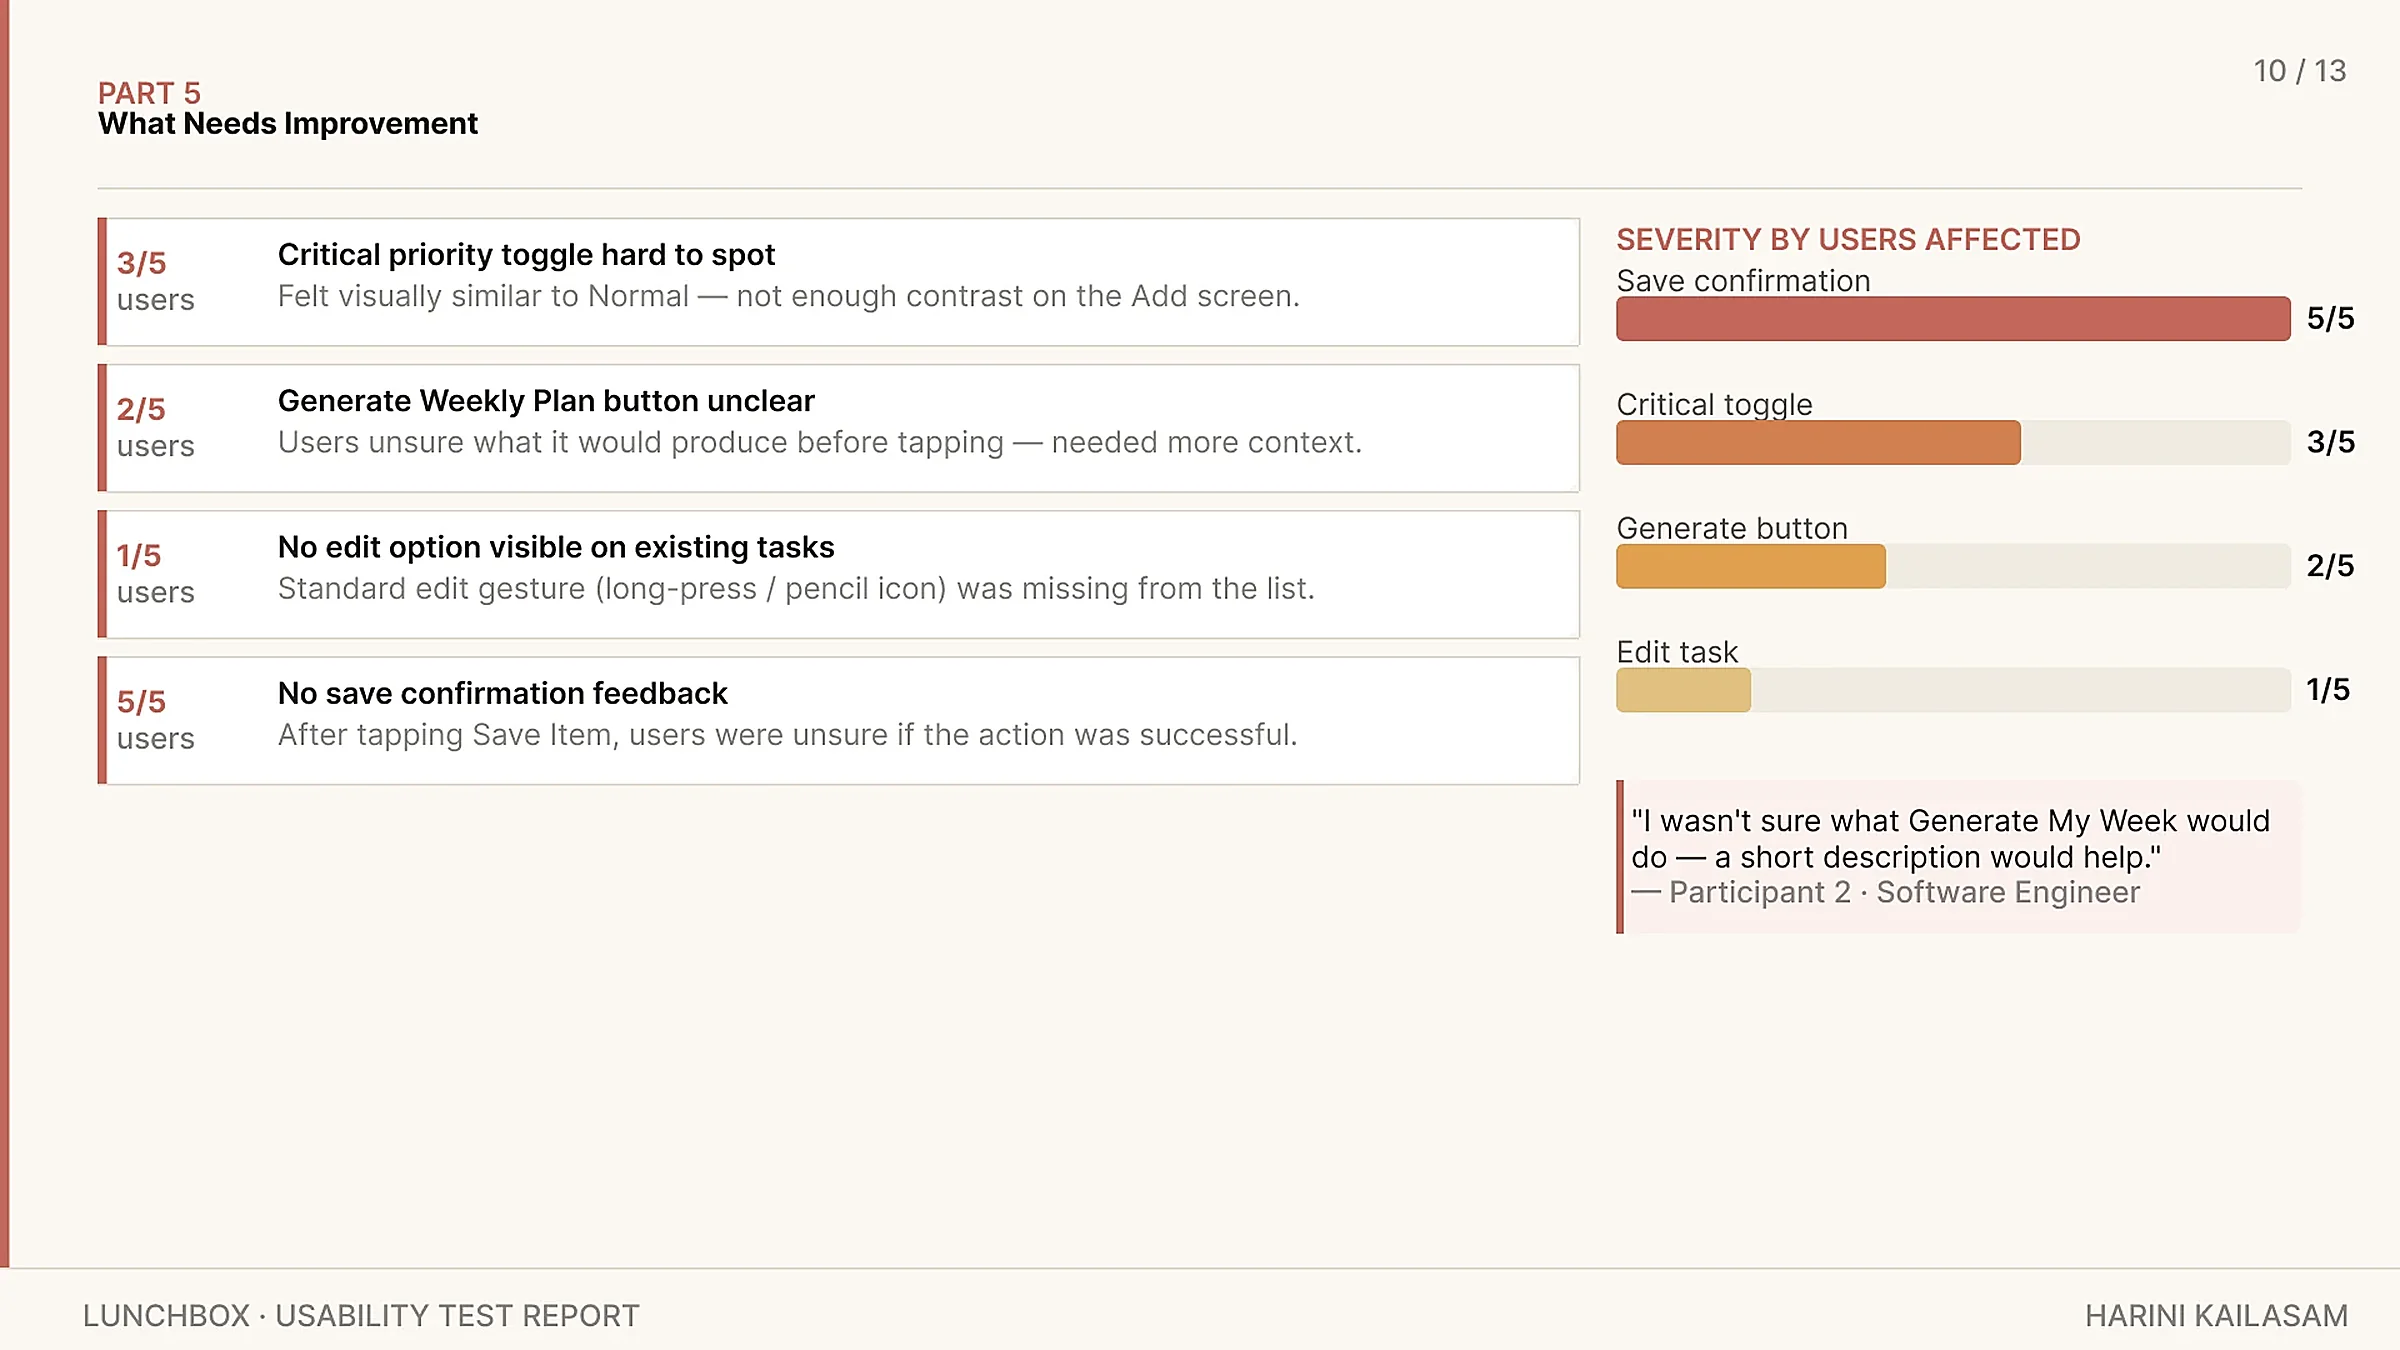 10 / 13
PART 5
What Needs Improvement
3/5
users
Critical priority toggle hard to spot
Felt visually similar to Normal — not enough contrast on the Add screen.
2/5
users
Generate Weekly Plan button unclear
Users unsure what it would produce before tapping — needed more context.
1/5
users
No edit option visible on existing tasks
Standard edit gesture (long-press / pencil icon) was missing from the list.
5/5
users
No save confirmation feedback
After tapping Save Item, users were unsure if the action was successful.
SEVERITY BY USERS AFFECTED
Save confirmation
5/5
Critical toggle
3/5
Generate button
2/5
Edit task
1/5
"I wasn't sure what Generate My Week would
do — a short description would help."
— Participant 2 · Software Engineer
LUNCHBOX · USABILITY TEST REPORT
HARINI KAILASAM